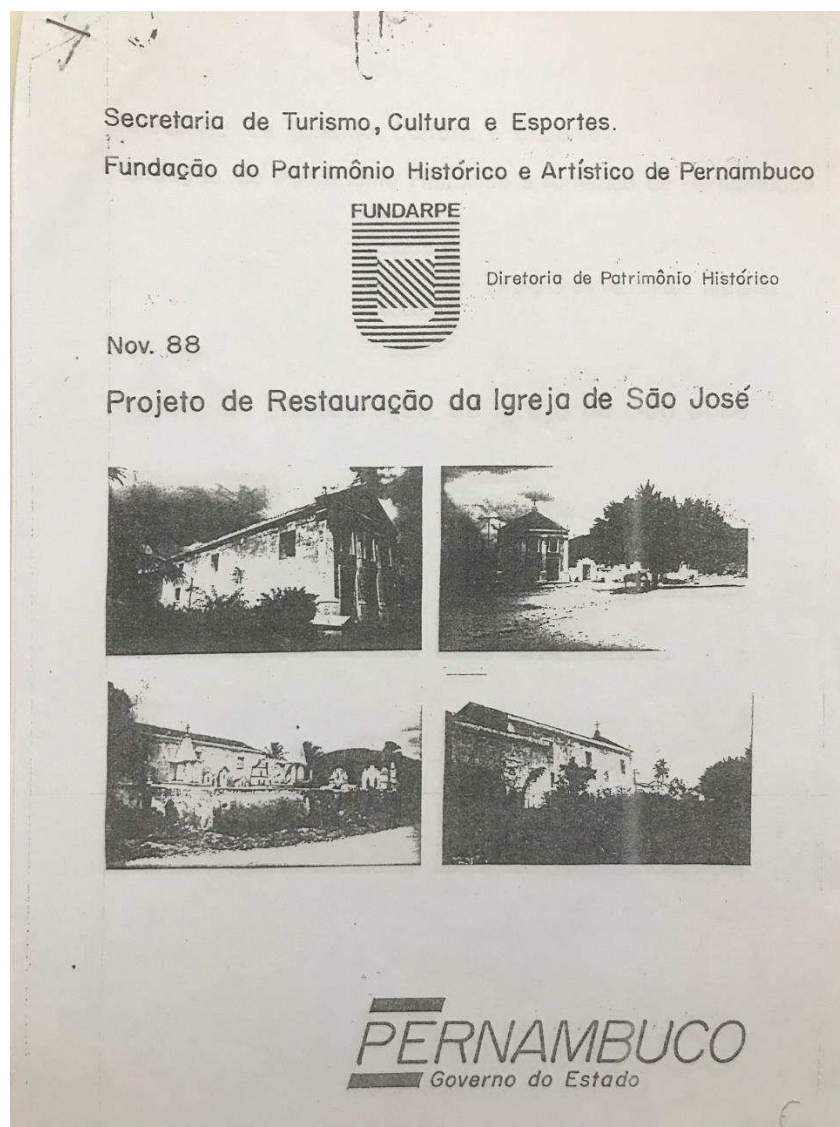 Secretaria de Turismo, Cultura e Esportes.
Fundação do Patrimônio Histórico e Artístico de Pernambuco
FUNDARPE
Diretoria de Patrimônio Histórico
Nov. 88
Projeto de Restauração da Igreja de São José
PERNAMBUCO
Governo do Estado